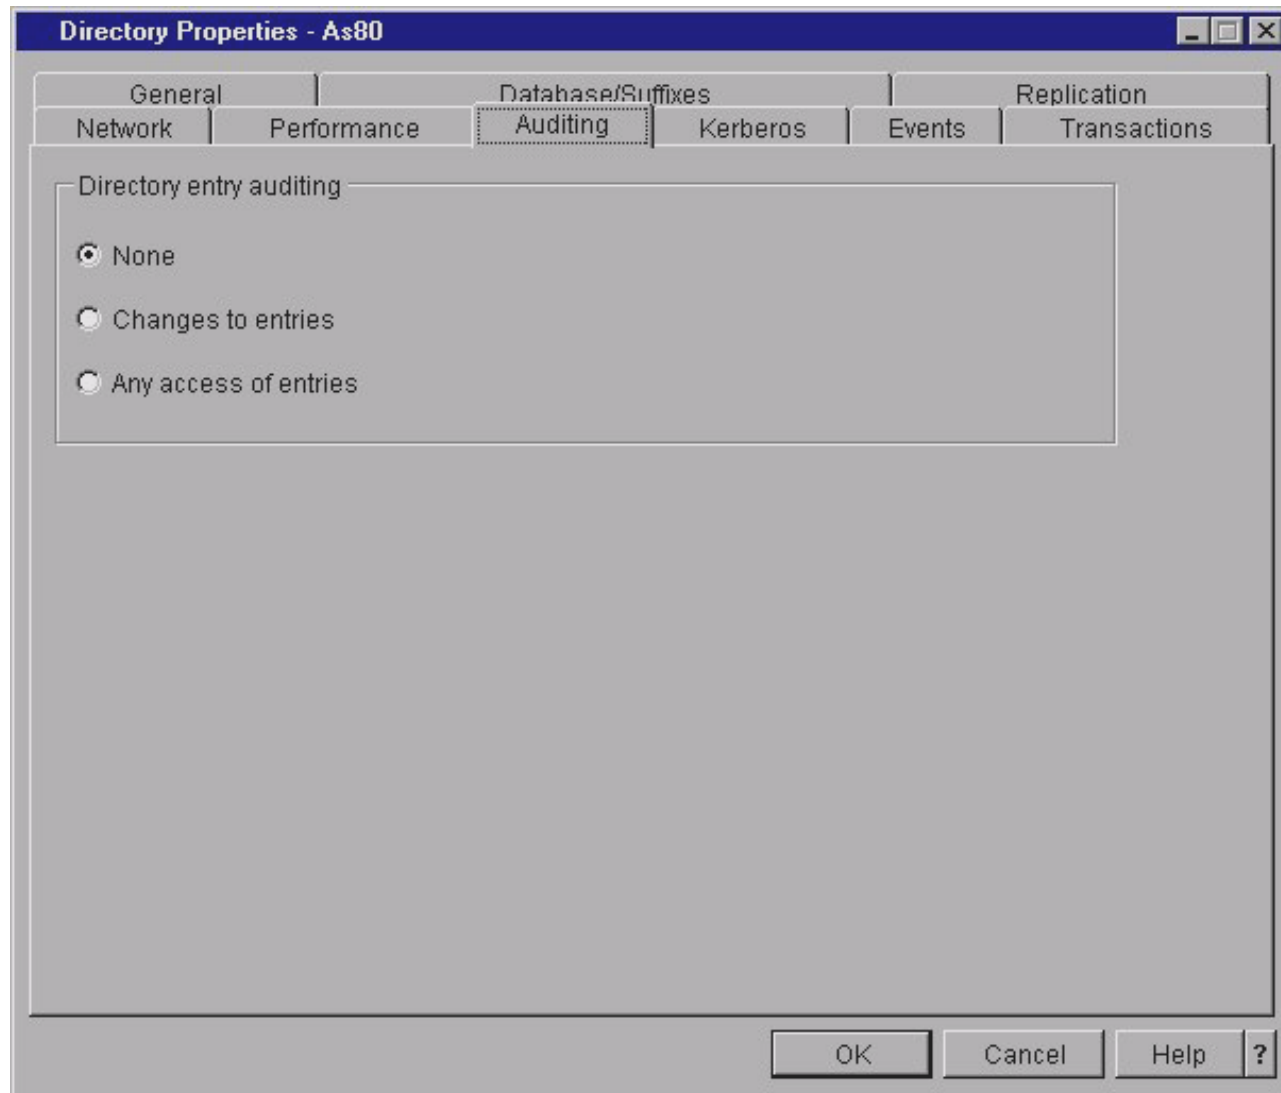 Directory Properties - As80
General Database/Suffixes Replication
Network Performance Auditing Kerberos Events Transactions
Directory entry auditing
None
Changes to entries
Any access of entries
OK Cancel Help ?